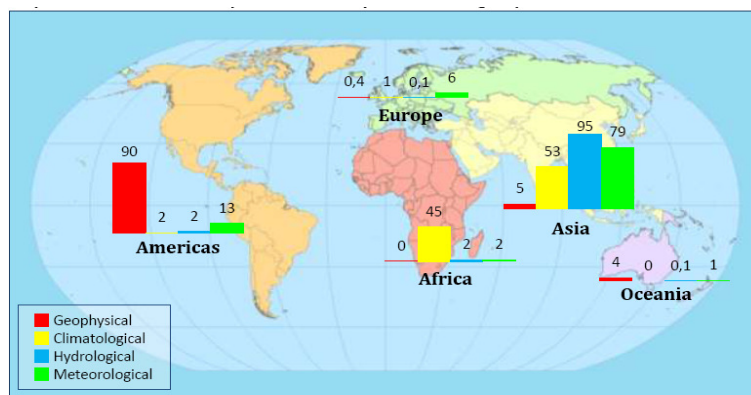 0,4 1 0,1 6
Europe
90 2 2 13
Americas
5 53 95 79
Asia
0 45 2 2
Africa
4 0 0,1 1
Oceania
Geophysical
Climatological
Hydrological
Meteorological